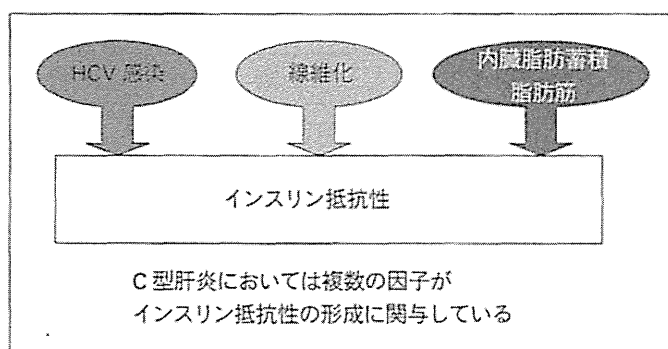 HCV 感染
線維化
内臓脂肪蓄積
脂肪筋
インスリン抵抗性
C 型肝炎においては複数の因子が
インスリン抵抗性の形成に関与している